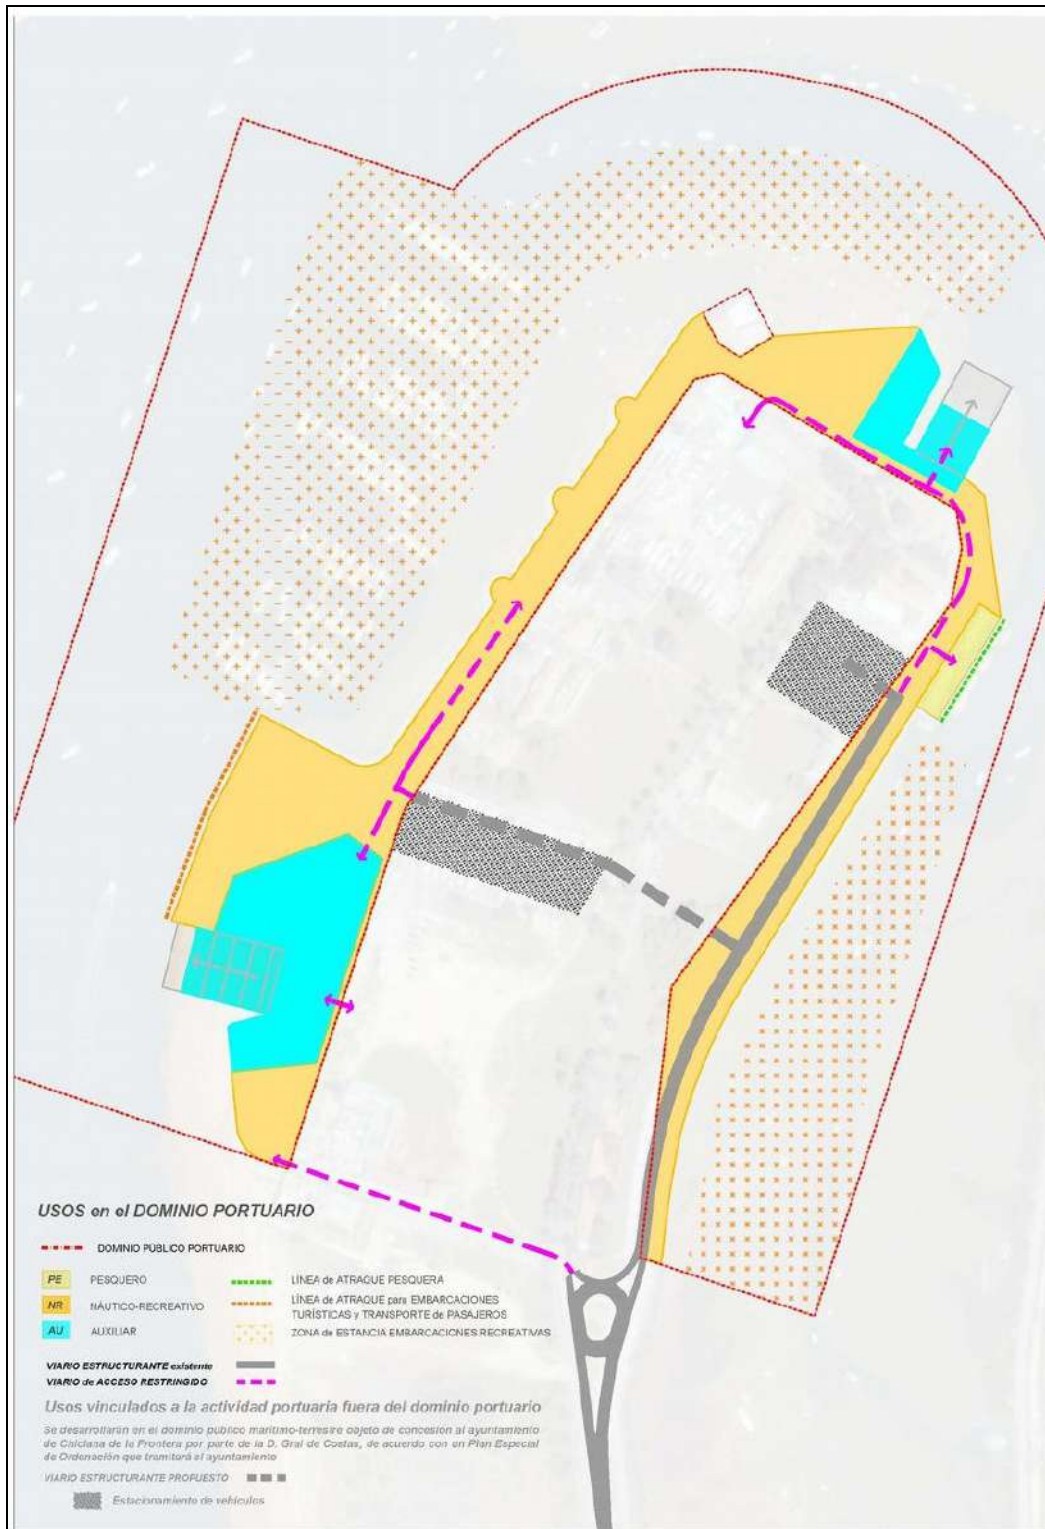 USOS en el DOMINIO PORTUARIO
DOMINIO PÚBLICO PORTUARIO
PE PESQUERO
NR NÁUTICO-RECREATIVO
AU AUXILIAR
LÍNEA de ATRAQUE PESQUERA
LÍNEA de ATRAQUE para EMBARCACIONES
TURÍSTICAS y TRANSPORTE de PASAJEROS
ZONA de ESTANCIA EMBARCACIONES RECREATIVAS
VIARIO ESTRUCTURANTE existente
VIARIO de ACCESO RESTRINGIDO
Usos vinculados a la actividad portuaria fuera del dominio portuario
Se desarrollarán en el dominio público marítimo-terrestre objeto de concesión al ayuntamiento
de Chiclana de la Frontera por parte de la D. Gral de Costas, de acuerdo con un Plan Especial
de Ordenación que tramitará el ayuntamiento
VIARIO ESTRUCTURANTE PROPUESTO
Estacionamiento de vehículos